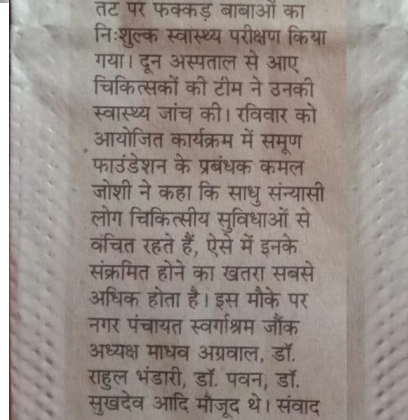 तट पर फक्कड़ बाबाओं का
निःशुल्क स्वास्थ्य परीक्षण किया
गया। दून अस्पताल से आए
चिकित्सकों की टीम ने उनकी
स्वास्थ्य जांच की। रविवार को
आयोजित कार्यक्रम में समूण
फाउंडेशन के प्रबंधक कमल
जोशी ने कहा कि साधु संन्यासी
लोग चिकित्सीय सुविधाओं से
वंचित रहते हैं, ऐसे में इनके
संक्रमित होने का खतरा सबसे
अधिक होता है। इस मौके पर
नगर पंचायत स्वर्गाश्रम जौंक
अध्यक्ष माधव अग्रवाल, डॉ.
राहुल भंडारी, डॉ. पवन, डॉ.
सुखदेव आदि मौजूद थे। संवाद